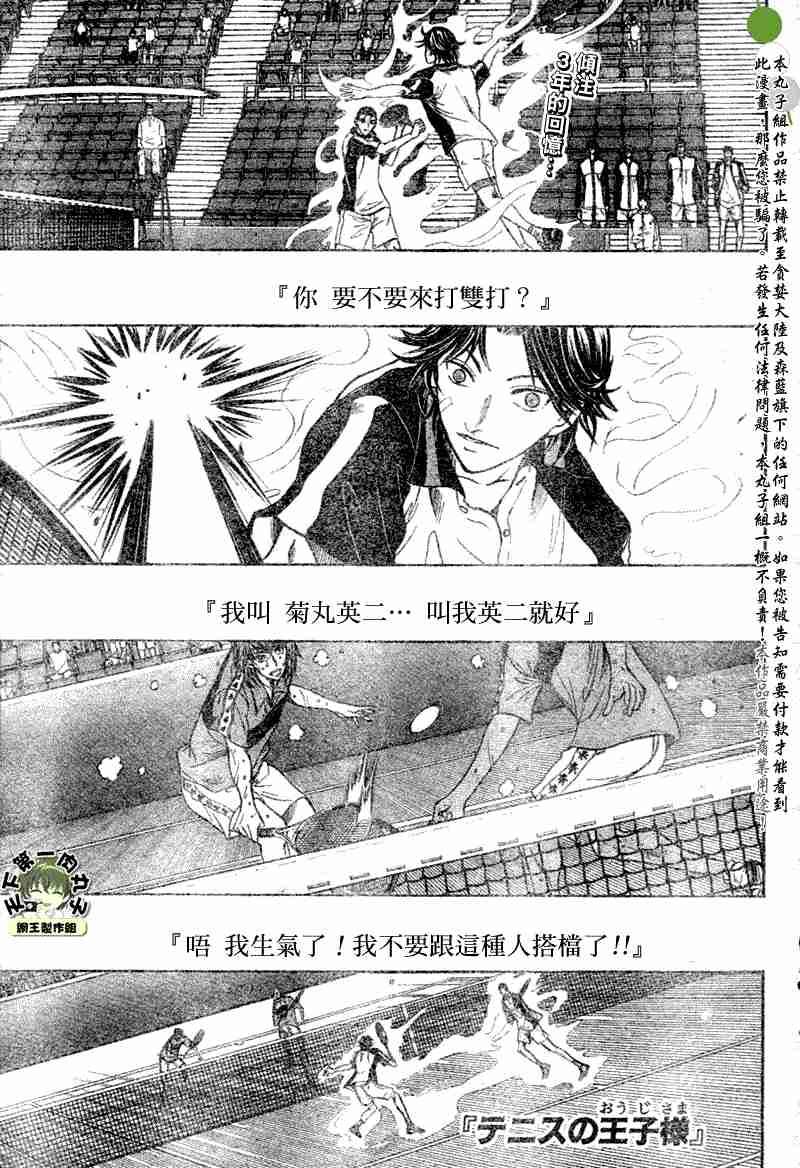 傾注
3年的回憶…
『你 要不要來打雙打？』
『我叫 菊丸英二… 叫我英二就好』
『唔 我生氣了！我不要跟這種人搭檔了!!』
おうじさま
『テニスの王子様』
本丸子組作品禁止轉載至貪婪大陸及森藍旗下的任何網站。如果您被告知需要付款才能看到
此漫畫，那麼您被騙了。若發生任何法律問題，本丸子組一概不負責！本作品嚴禁商業用途！
天下第一肉丸子
網王製作組